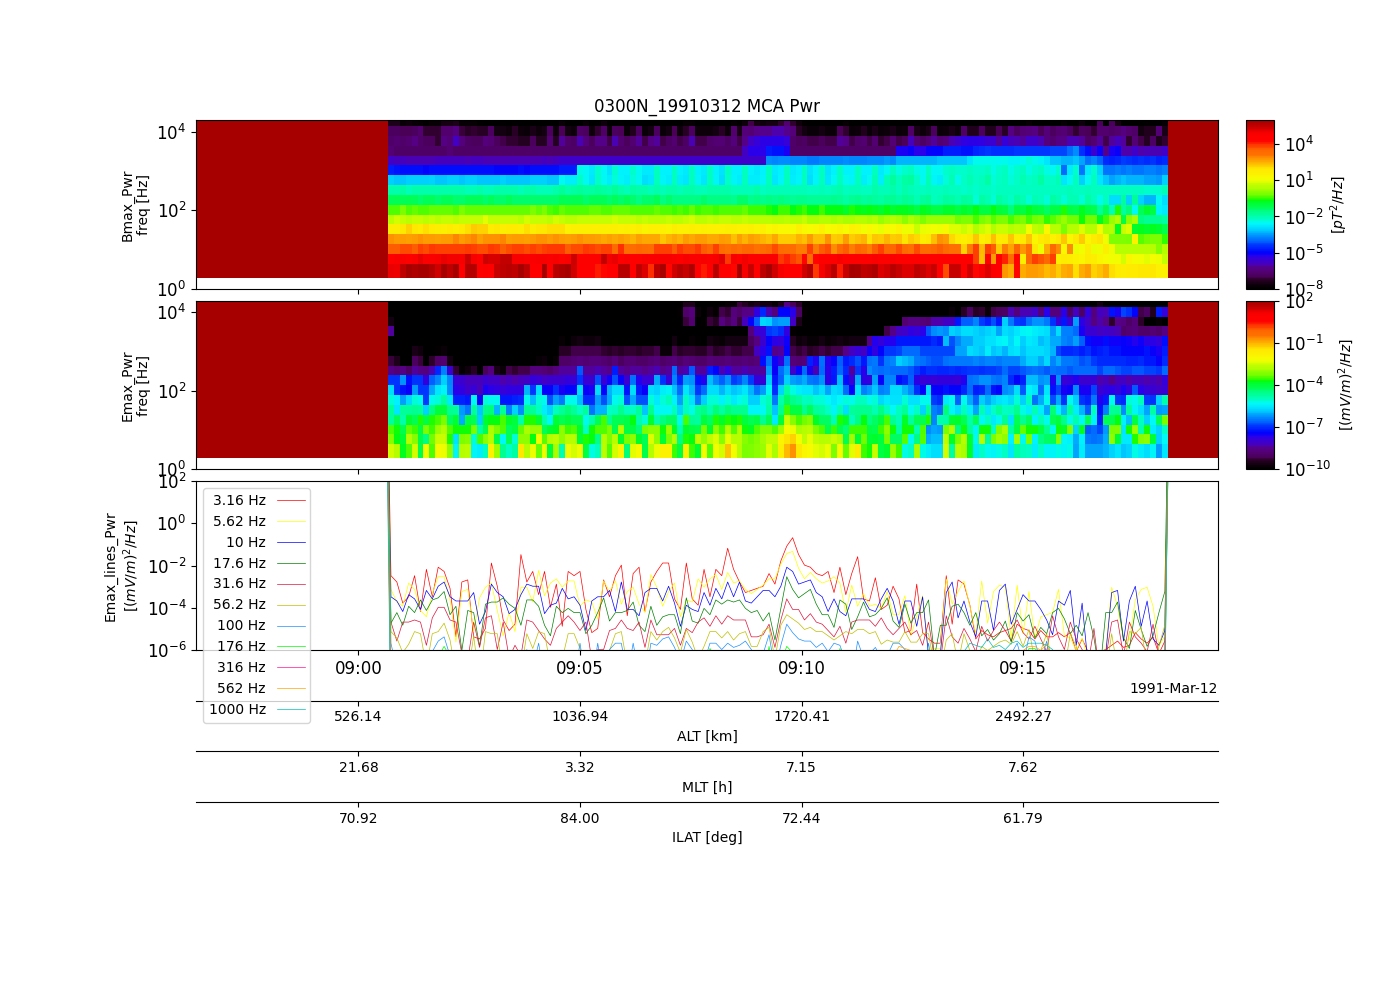 0300N_19910312 MCA Pwr
Bmax_Pwr
freq [Hz]
10^4
10^2
10^0
10^4
10^1
10^-2
10^-5
10^-8
[pT^2/Hz]
Emax_Pwr
freq [Hz]
10^4
10^2
10^0
10^2
10^-1
10^-4
10^-7
10^-10
[(mV/m)^2/Hz]
Emax_lines_Pwr
[(mV/m)^2/Hz]
10^2
10^0
10^-2
10^-4
10^-6
3.16 Hz
5.62 Hz
10 Hz
17.6 Hz
31.6 Hz
56.2 Hz
100 Hz
176 Hz
316 Hz
562 Hz
1000 Hz
09:00 09:05 09:10 09:15
1991-Mar-12
526.14 1036.94 1720.41 2492.27
ALT [km]
21.68 3.32 7.15 7.62
MLT [h]
70.92 84.00 72.44 61.79
ILAT [deg]